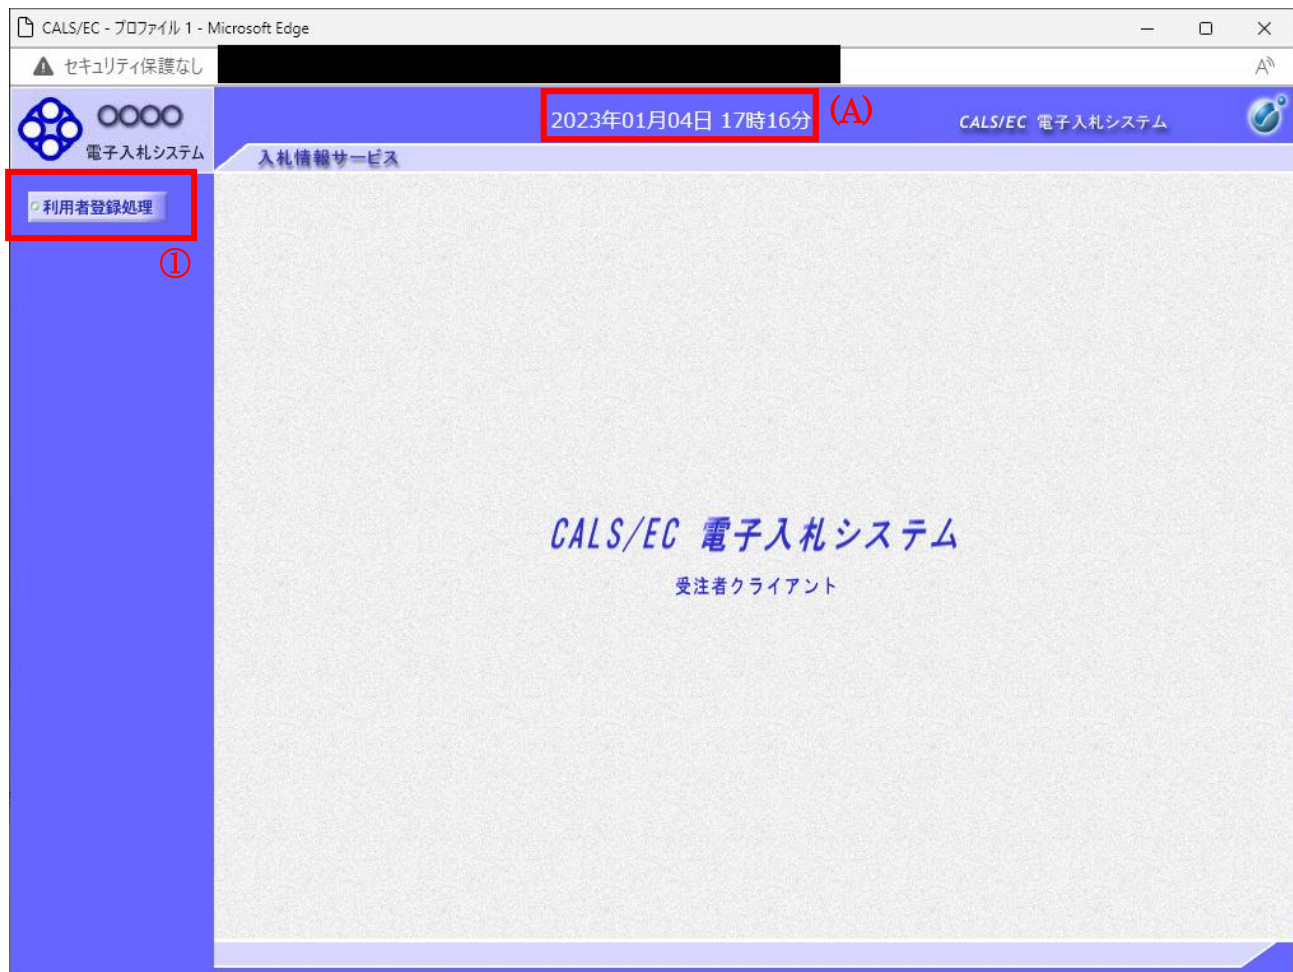 CALS/EC - プロファイル 1 - Microsoft Edge
セキュリティ保護なし
○○○○
電子入札システム
2023年01月04日 17時16分
(A)
CALS/EC 電子入札システム
入札情報サービス
利用者登録処理
①
CALS/EC 電子入札システム
受注者クライアント